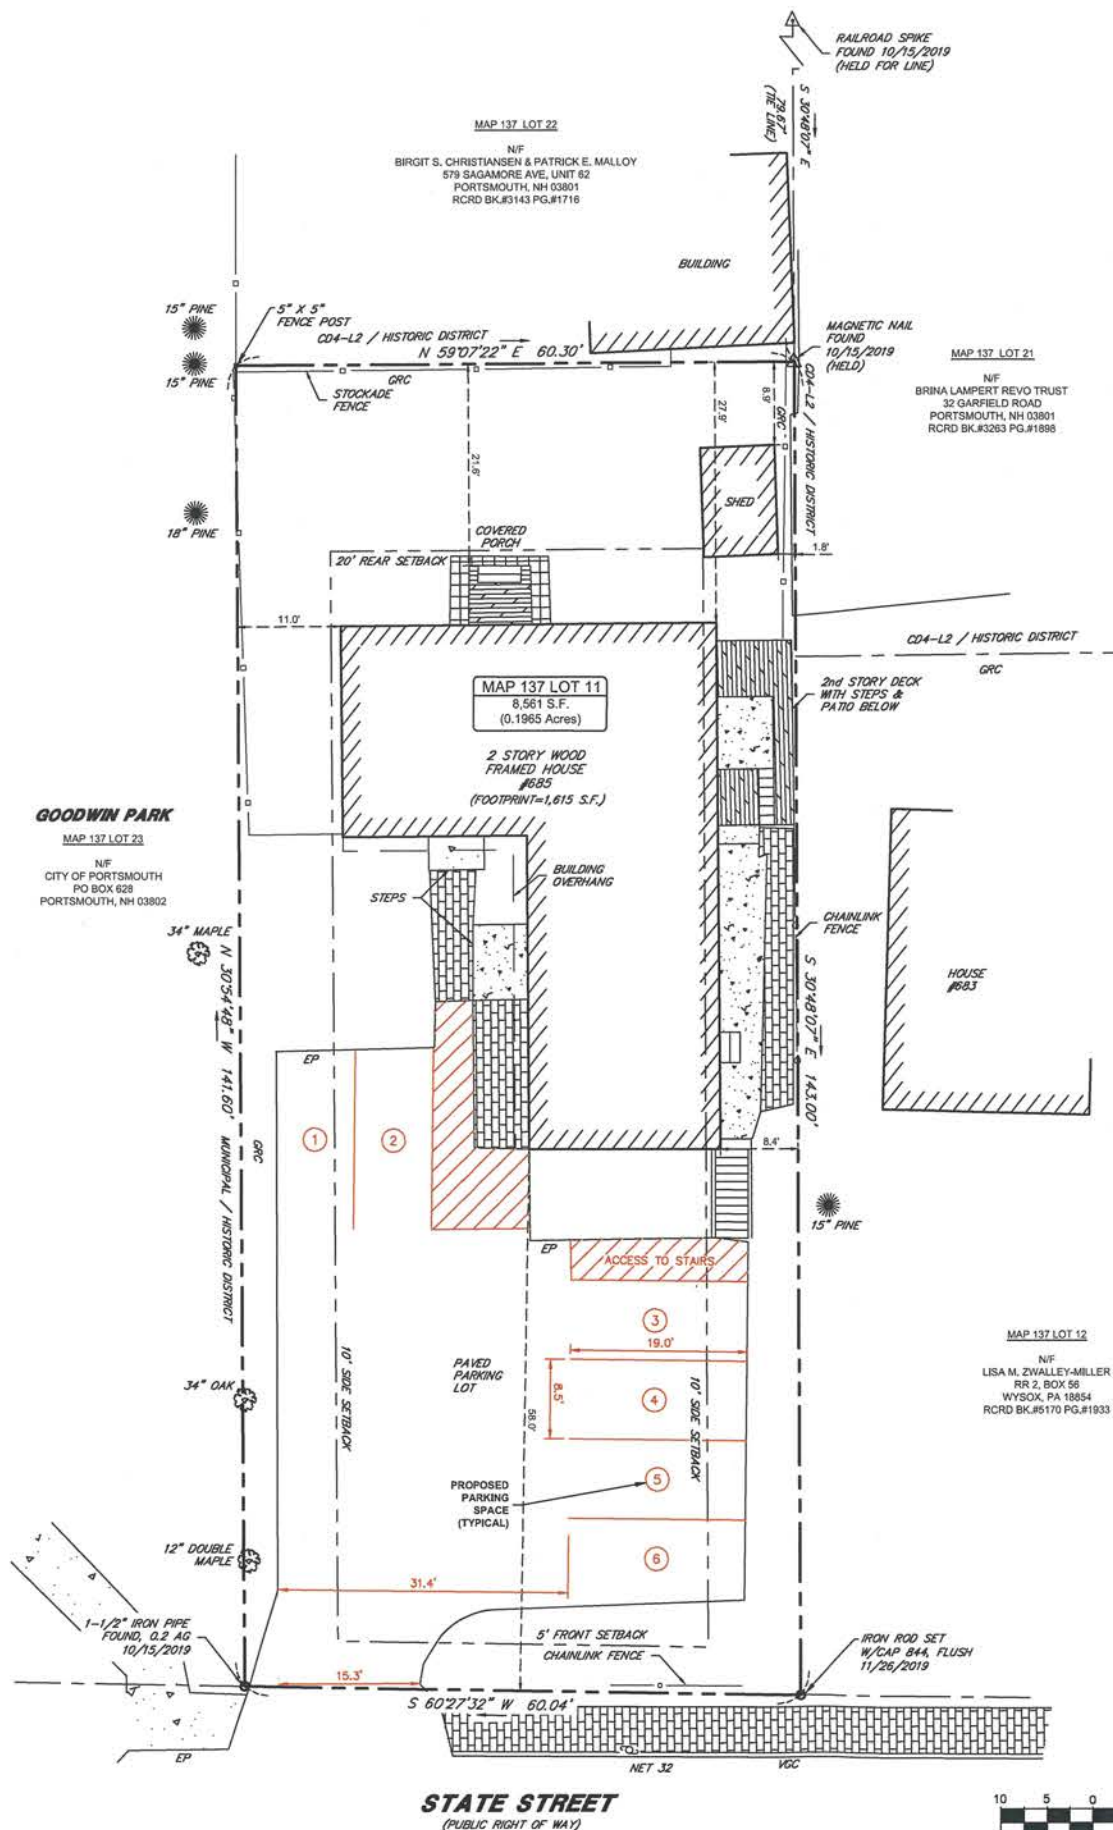 RAILROAD SPIKE
FOUND 10/15/2019
(HELD FOR LINE)
S 30°48'07" E
79.67'
(TIE LINE)
MAP 137 LOT 22
N/F
BIRGIT S. CHRISTIANSEN & PATRICK E. MALLOY
579 SAGAMORE AVE, UNIT 62
PORTSMOUTH, NH 03801
RCRD BK.#3143 PG.#1716
BUILDING
15" PINE
5" X 5"
FENCE POST
CD4-L2 / HISTORIC DISTRICT
N 59°07'22" E 60.30'
GRC
15" PINE
STOCKADE
FENCE
MAGNETIC NAIL
FOUND
10/15/2019
(HELD)
MAP 137 LOT 21
N/F
BRINA LAMPERT REVO TRUST
32 GARFIELD ROAD
PORTSMOUTH, NH 03801
RCRD BK.#3263 PG.#1898
CD4-L2 / HISTORIC DISTRICT
GRC
8.9'
27.9'
21.6'
SHED
18" PINE
COVERED
PORCH
20' REAR SETBACK
1.8'
11.0'
CD4-L2 / HISTORIC DISTRICT
GRC
2nd STORY DECK
WITH STEPS &
PATIO BELOW
MAP 137 LOT 11
8,561 S.F.
(0.1965 Acres)
2 STORY WOOD
FRAMED HOUSE
#685
(FOOTPRINT=1,615 S.F.)
GOODWIN PARK
MAP 137 LOT 23
N/F
CITY OF PORTSMOUTH
PO BOX 628
PORTSMOUTH, NH 03802
BUILDING
OVERHANG
STEPS
CHAINLINK
FENCE
34" MAPLE
N 30°54'48" W 141.60'
MUNICIPAL / HISTORIC DISTRICT
GRC
S 30°48'07" E 143.00'
HOUSE
#683
EP
1
2
8.4'
15" PINE
EP
ACCESS TO STAIRS
3
19.0'
8.5'
4
10' SIDE SETBACK
10' SIDE SETBACK
PAVED
PARKING
LOT
58.0'
34" OAK
MAP 137 LOT 12
N/F
LISA M. ZWALLEY-MILLER
RR 2, BOX 56
WYSOX, PA 18854
RCRD BK.#5170 PG.#1933
5
PROPOSED
PARKING
SPACE
(TYPICAL)
6
12" DOUBLE
MAPLE
31.4'
1-1/2" IRON PIPE
FOUND, 0.2 AG
10/15/2019
5' FRONT SETBACK
CHAINLINK FENCE
IRON ROD SET
W/CAP 844, FLUSH
11/26/2019
15.3'
S 60°27'32" W 60.04'
EP
NET 32
VGC
STATE STREET
(PUBLIC RIGHT OF WAY)
10 5 0